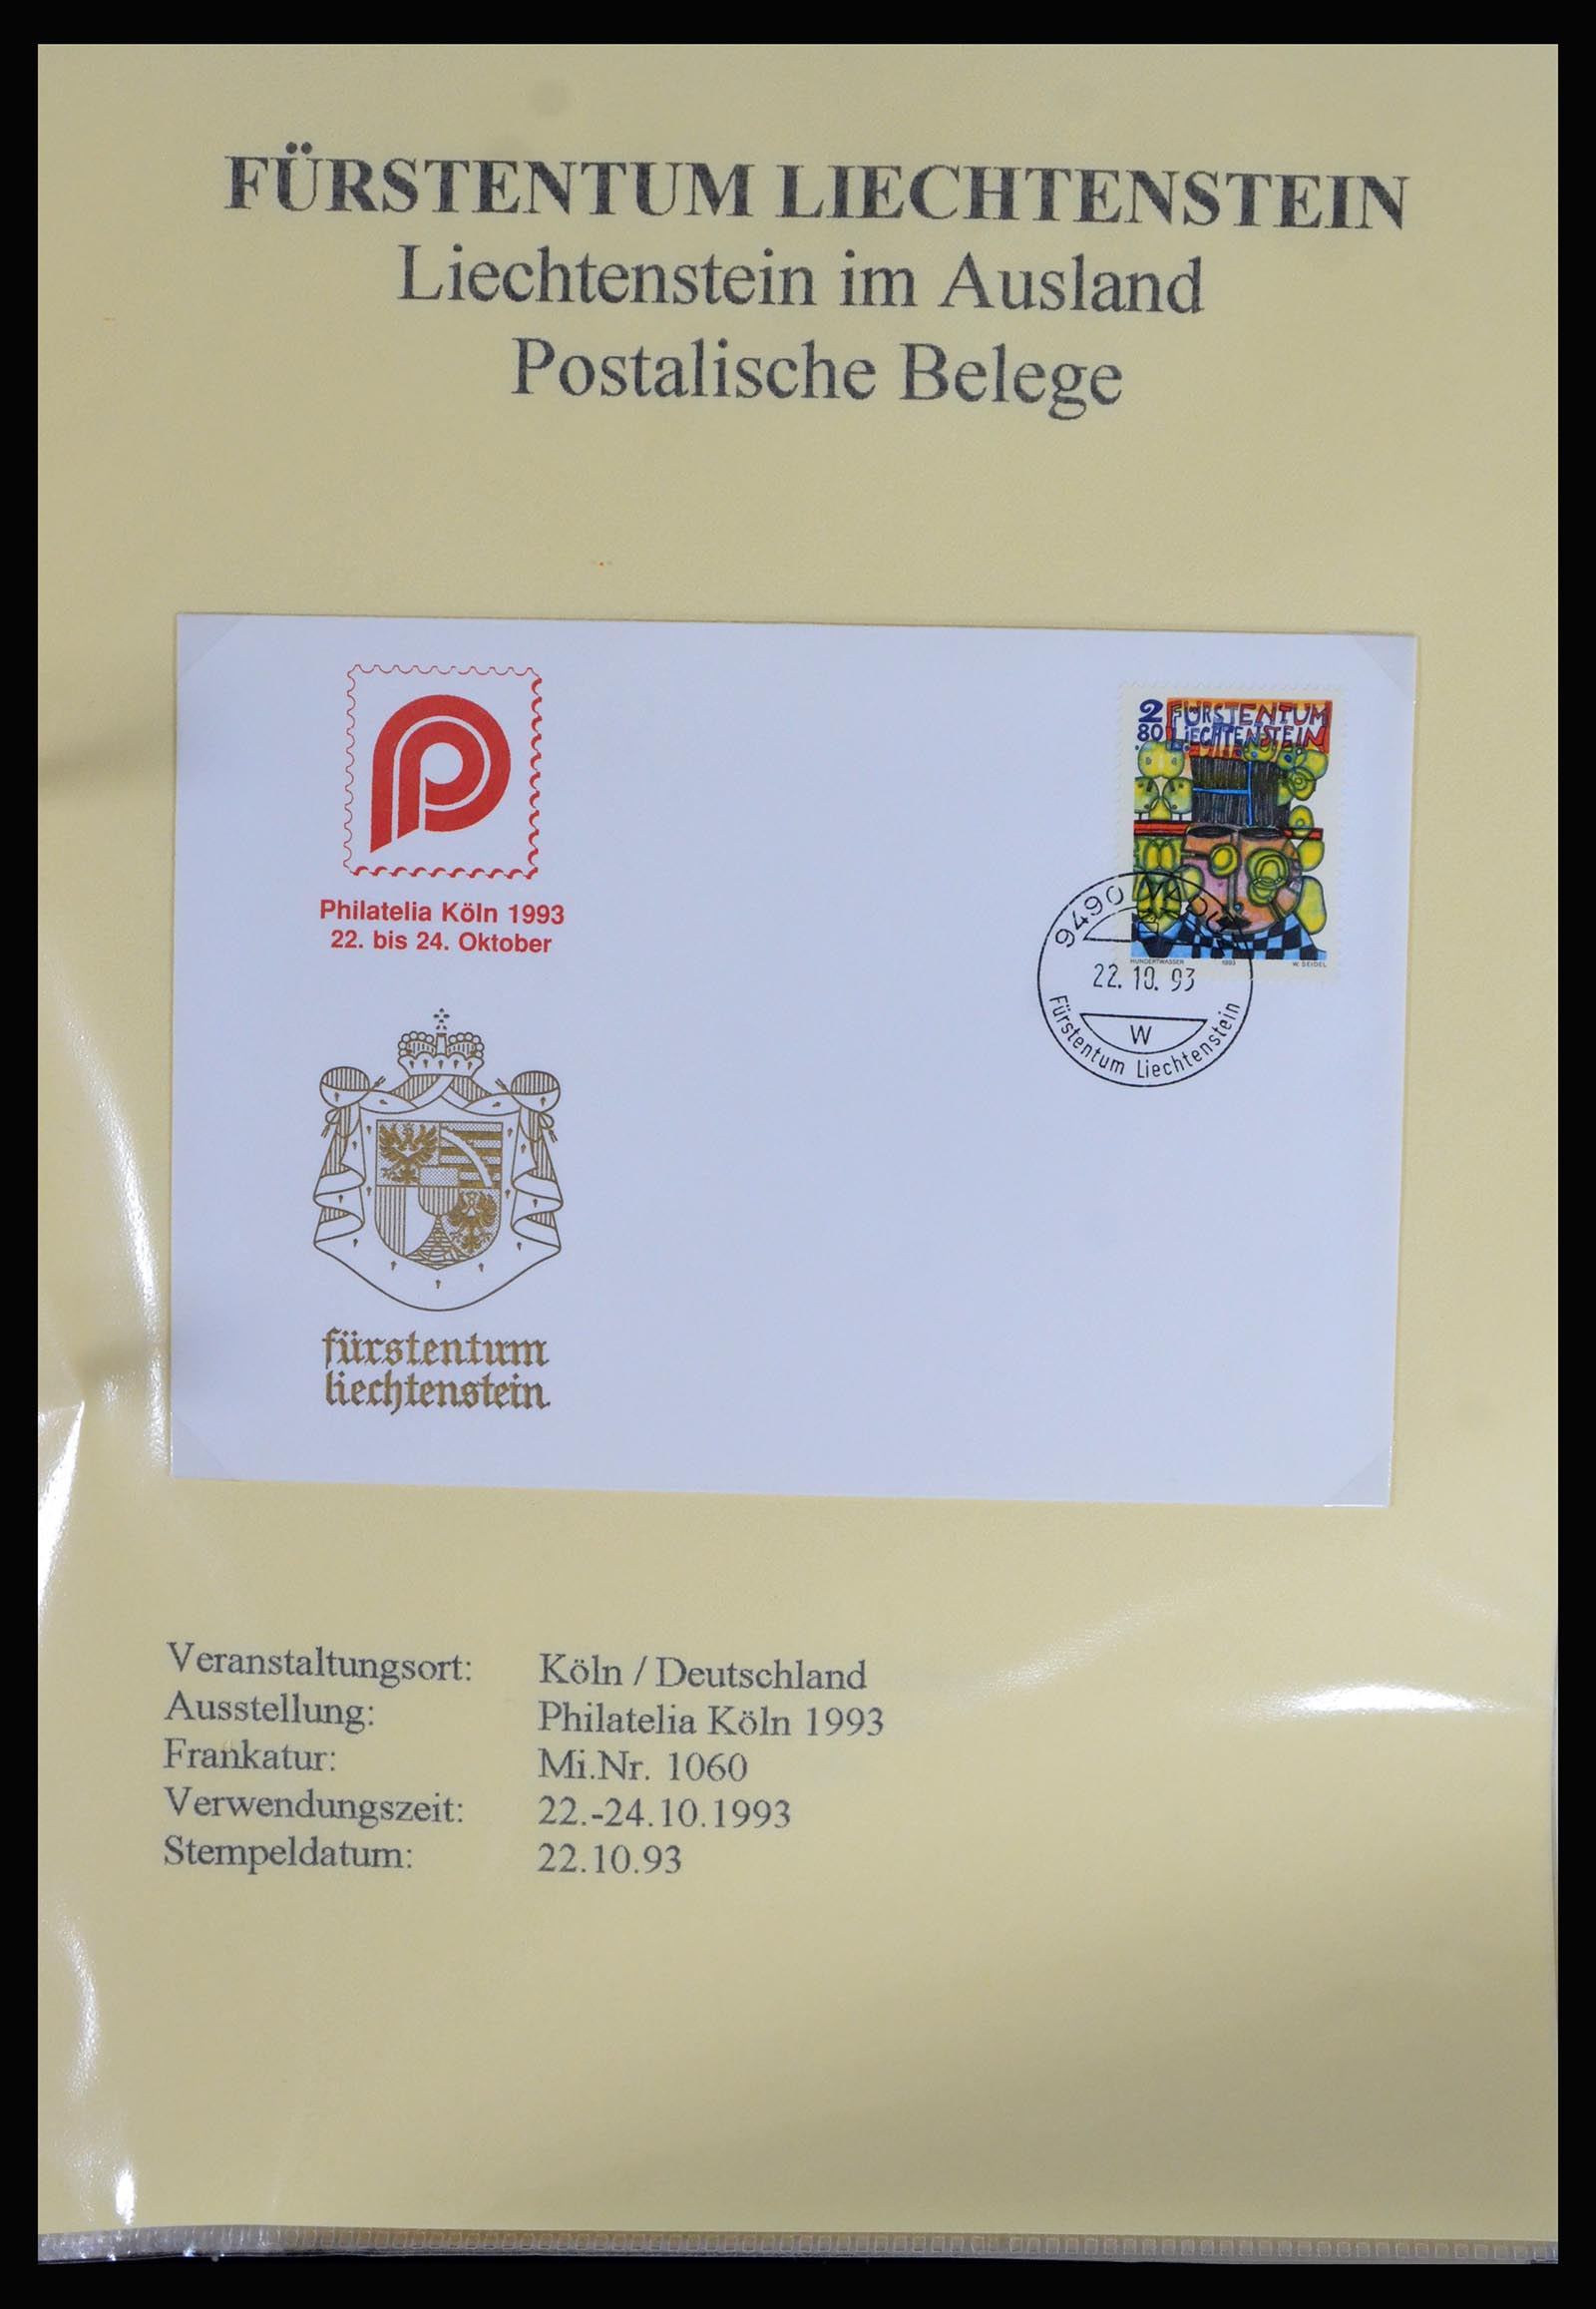 FÜRSTENTUM LIECHTENSTEIN
Liechtenstein im Ausland
Postalische Belege
Philatelia Köln 1993
22. bis 24. Oktober
2 FÜRSTENTUM
80 LIECHTENSTEIN
HUNDERTWASSER 1993 W. SEIDEL
9490
22. 10. 93
W
Fürstentum Liechtenstein
fürstentum
liechtenstein
Veranstaltungsort: Köln / Deutschland
Ausstellung: Philatelia Köln 1993
Frankatur: Mi.Nr. 1060
Verwendungszeit: 22.-24.10.1993
Stempeldatum: 22.10.93